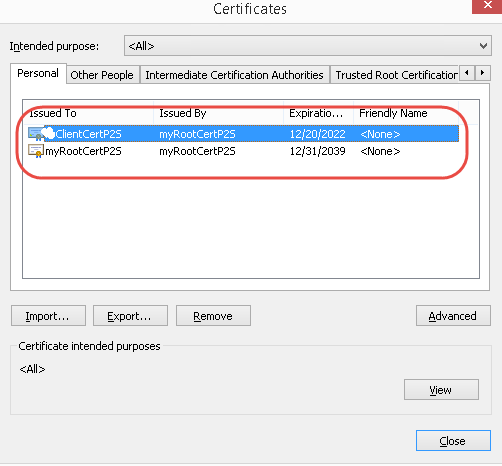 Certificates
Intended purpose: <All>
Personal Other People Intermediate Certification Authorities Trusted Root Certification
Issued To Issued By Expiratio... Friendly Name
ClientCertP2S myRootCertP2S 12/20/2022 <None>
myRootCertP2S myRootCertP2S 12/31/2039 <None>
Import... Export... Remove Advanced
Certificate intended purposes
<All>
View
Close